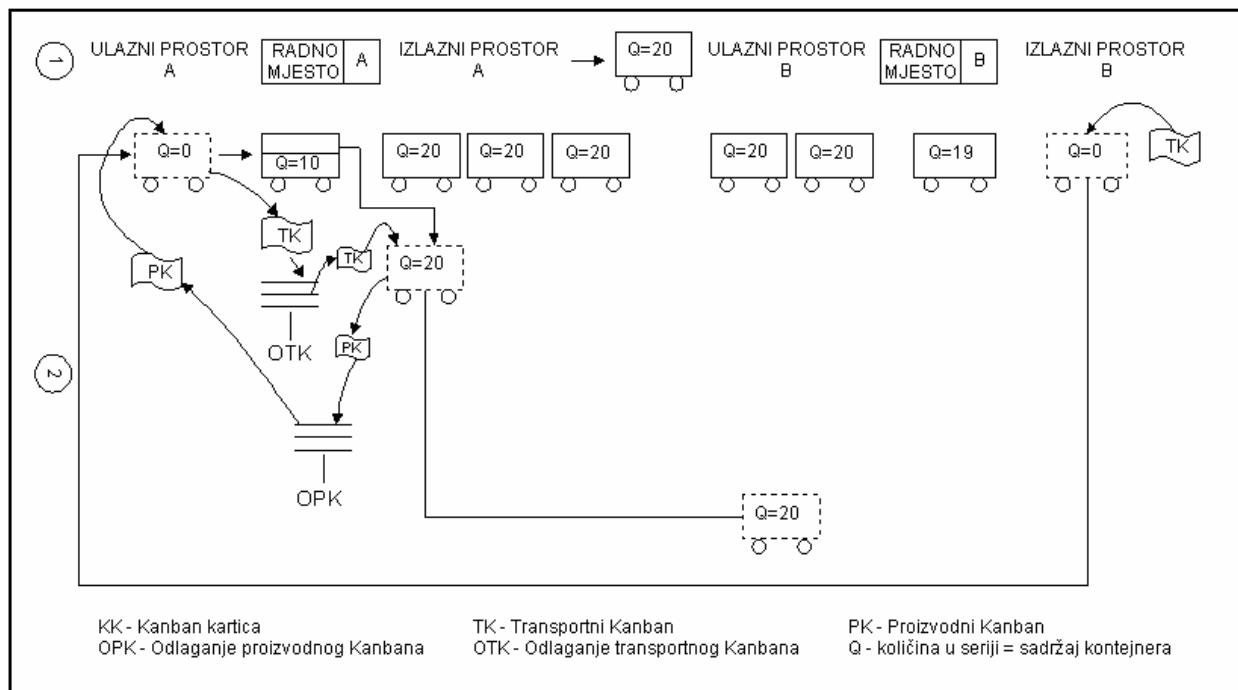 1
ULAZNI PROSTOR
A
RADNO
MJESTO
A
IZLAZNI PROSTOR
A
Q=20
ULAZNI PROSTOR
B
RADNO
MJESTO
B
IZLAZNI PROSTOR
B
Q=0
Q=10
Q=20
Q=20
Q=20
Q=20
Q=20
Q=19
Q=0
TK
TK
TK
Q=20
PK
PK
OTK
2
OPK
Q=20
KK - Kanban kartica
TK - Transportni Kanban
PK - Proizvodni Kanban
OPK - Odlaganje proizvodnog Kanbana
OTK - Odlaganje transportnog Kanbana
Q - količina u seriji = sadržaj kontejnera